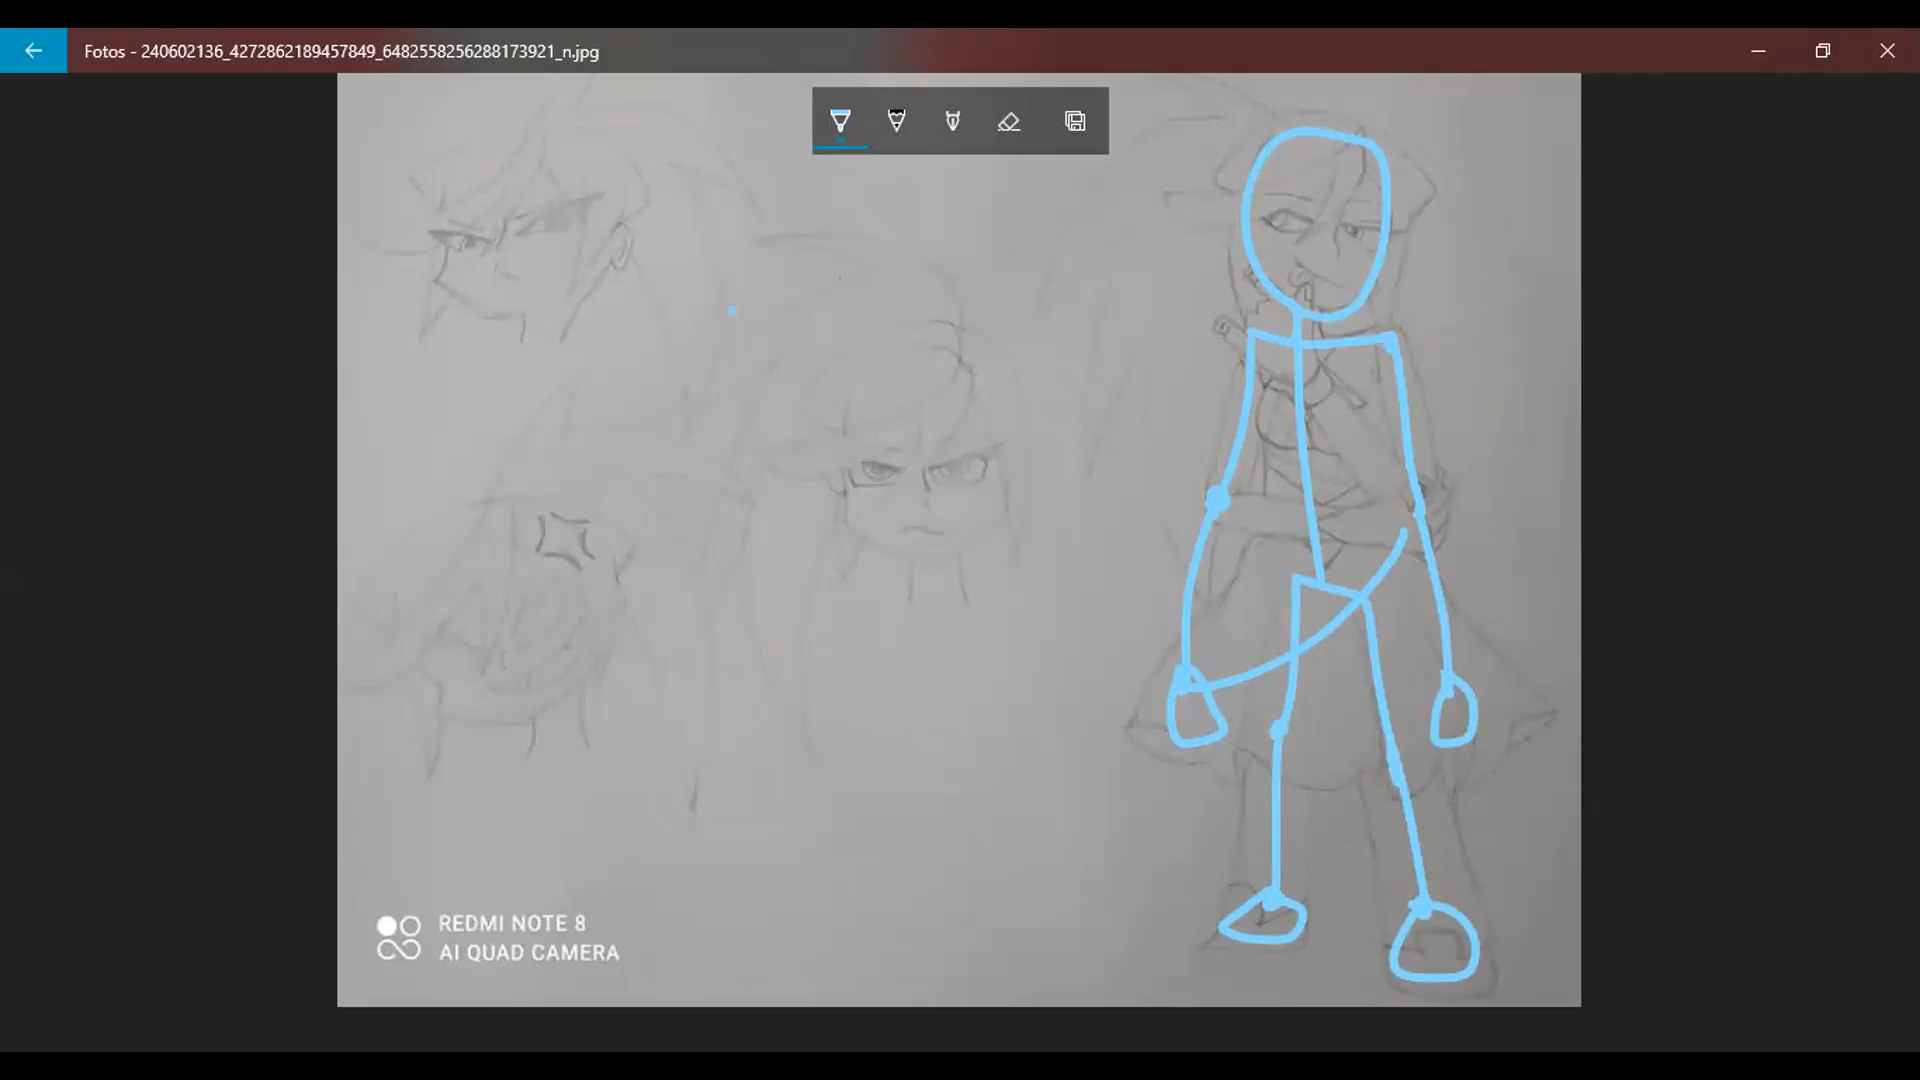 Fotos - 240602136_4272862189457849_6482558256288173921_n.jpg
REDMI NOTE 8
AI QUAD CAMERA